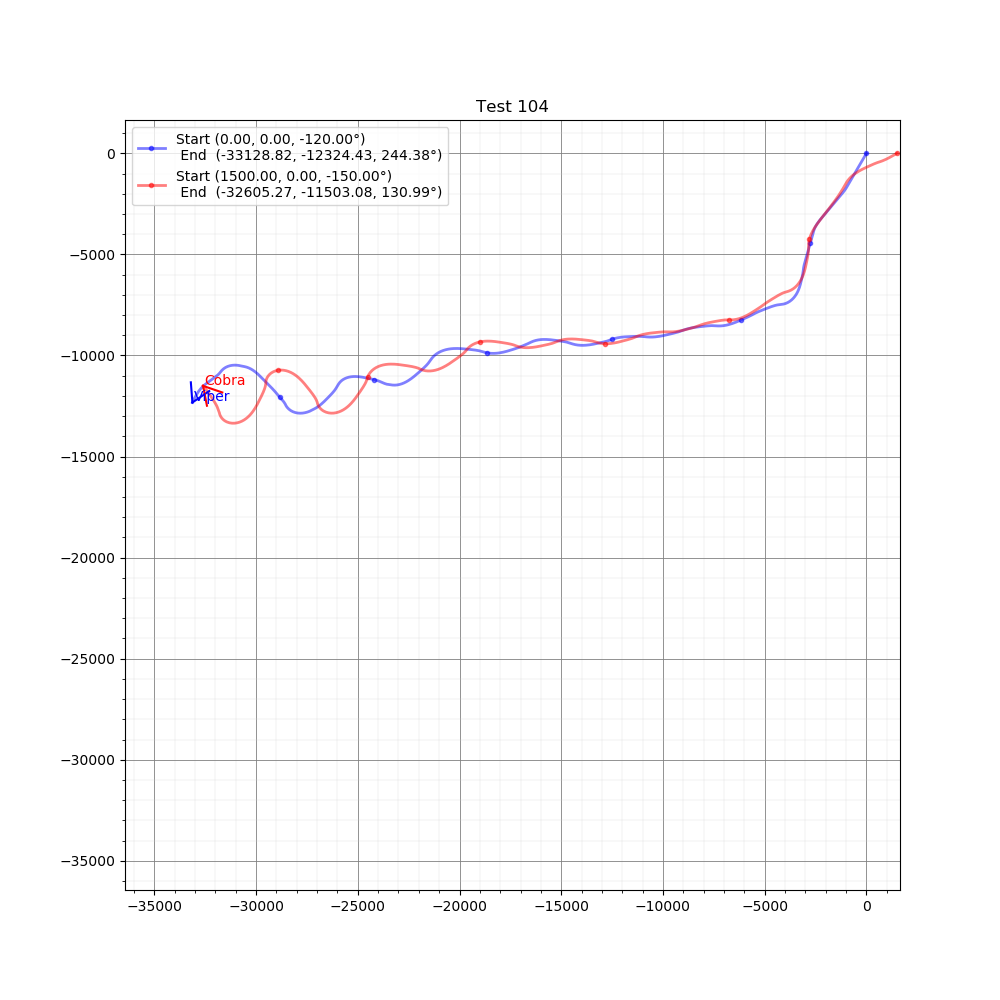 Test 104
Start (0.00, 0.00, -120.00°)
End (-33128.82, -12324.43, 244.38°)
Start (1500.00, 0.00, -150.00°)
End (-32605.27, -11503.08, 130.99°)
0
−5000
−10000
−15000
−20000
−25000
−30000
−35000
Cobra
Viper
−35000 −30000 −25000 −20000 −15000 −10000 −5000 0